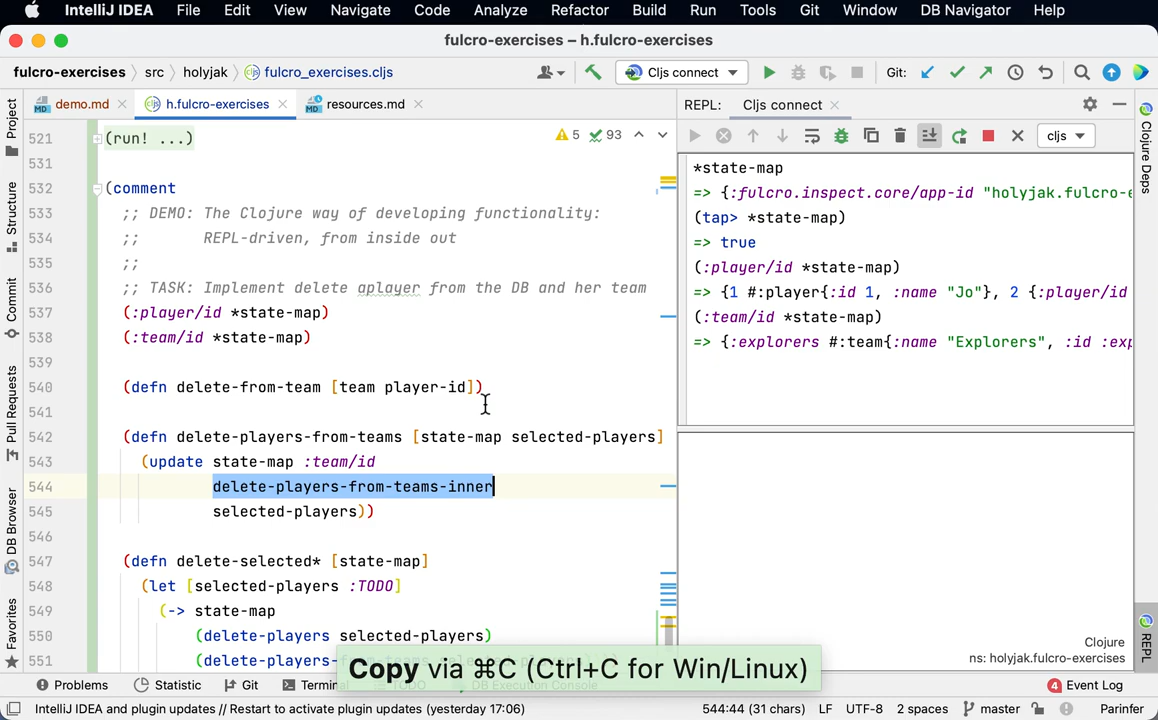 IntelliJ IDEA File Edit View Navigate Code Analyze Refactor Build Run Tools Git Window DB Navigator Help
fulcro-exercises – h.fulcro-exercises
fulcro-exercises src holyjak fulcro_exercises.cljs Cljs connect Git:
demo.md h.fulcro-exercises resources.md
REPL: Cljs connect
cljs
Project
Structure
Commit
Pull Requests
DB Browser
Favorites
5 93
521 (run! ...)
531
532 (comment
533 ;; DEMO: The Clojure way of developing functionality:
534 ;; REPL-driven, from inside out
535 ;;
536 ;; TASK: Implement delete aplayer from the DB and her team
537 (:player/id *state-map)
538 (:team/id *state-map)
539
540 (defn delete-from-team [team player-id])
541
542 (defn delete-players-from-teams [state-map selected-players]
543 (update state-map :team/id
544 delete-players-from-teams-inner
545 selected-players))
546
547 (defn delete-selected* [state-map]
548 (let [selected-players :TODO]
549 (-> state-map
550 (delete-players selected-players)
551 (delete-players-
*state-map
=> {:fulcro.inspect.core/app-id "holyjak.fulcro-e
(tap> *state-map)
=> true
(:player/id *state-map)
=> {1 #:player{:id 1, :name "Jo"}, 2 {:player/id
(:team/id *state-map)
=> {:explorers #:team{:name "Explorers", :id :exp
Clojure
ns: holyjak.fulcro-exercises
Clojure Deps
REPL
Copy via ⌘C (Ctrl+C for Win/Linux)
Problems Statistic Git Terminal TODO DB Execution Console 4 Event Log
IntelliJ IDEA and plugin updates // Restart to activate plugin updates (yesterday 17:06) 544:44 (31 chars) LF UTF-8 2 spaces master Parinfer